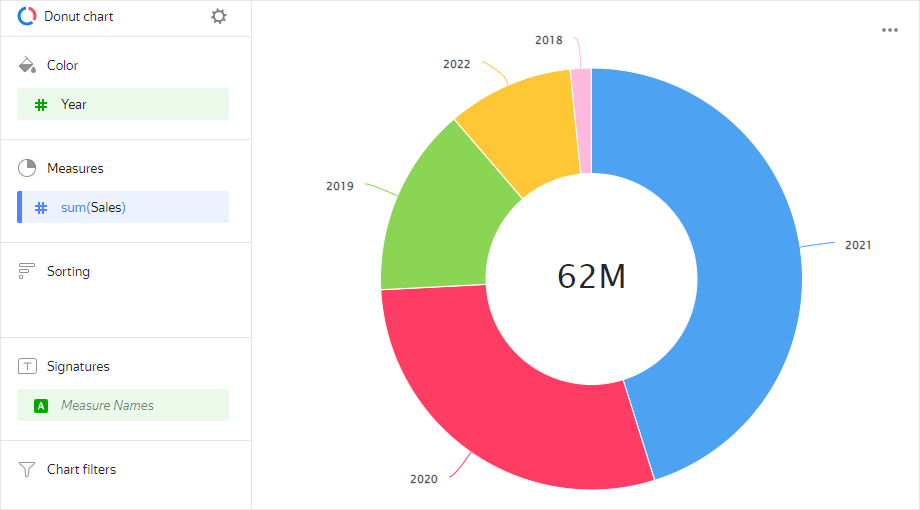 Donut chart
Color
# Year
Measures
# sum(Sales)
Sorting
T Signatures
A Measure Names
Chart filters
2018
2022
2019
2021
62M
2020